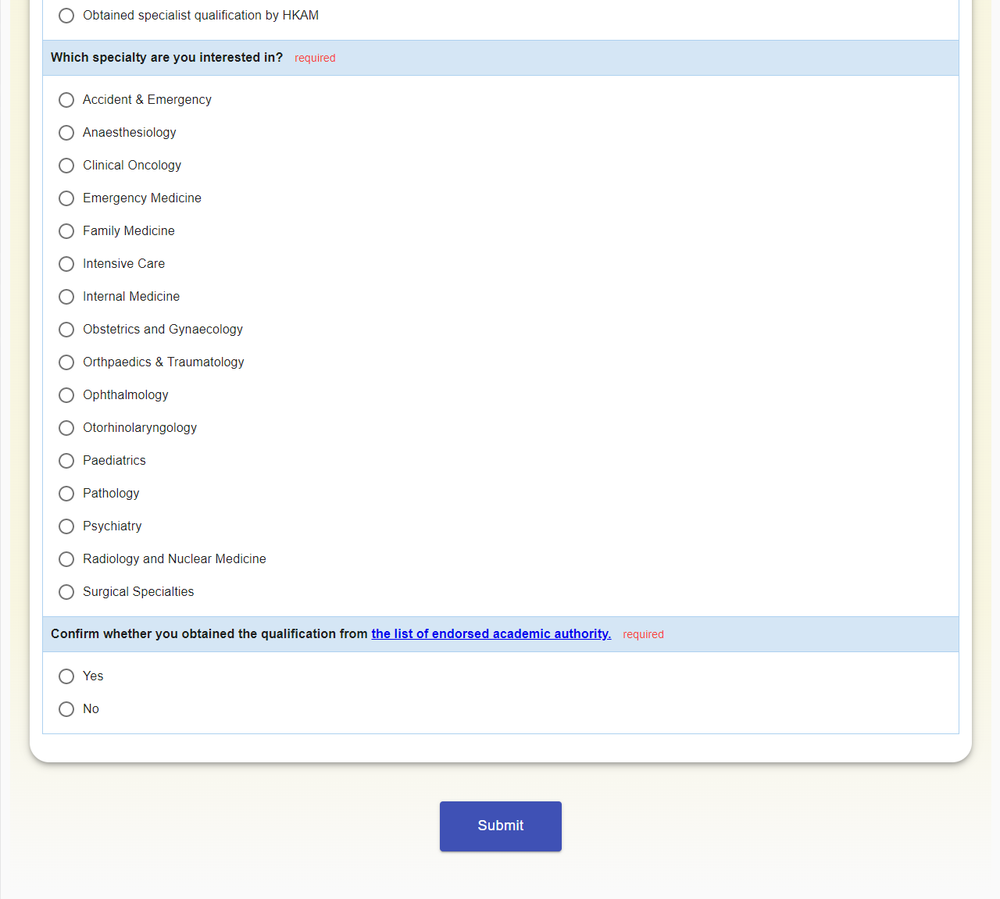 Obtained specialist qualification by HKAM
Which specialty are you interested in? required
Accident & Emergency
Anaesthesiology
Clinical Oncology
Emergency Medicine
Family Medicine
Intensive Care
Internal Medicine
Obstetrics and Gynaecology
Orthpaedics & Traumatology
Ophthalmology
Otorhinolaryngology
Paediatrics
Pathology
Psychiatry
Radiology and Nuclear Medicine
Surgical Specialties
Confirm whether you obtained the qualification from the list of endorsed academic authority. required
Yes
No
Submit